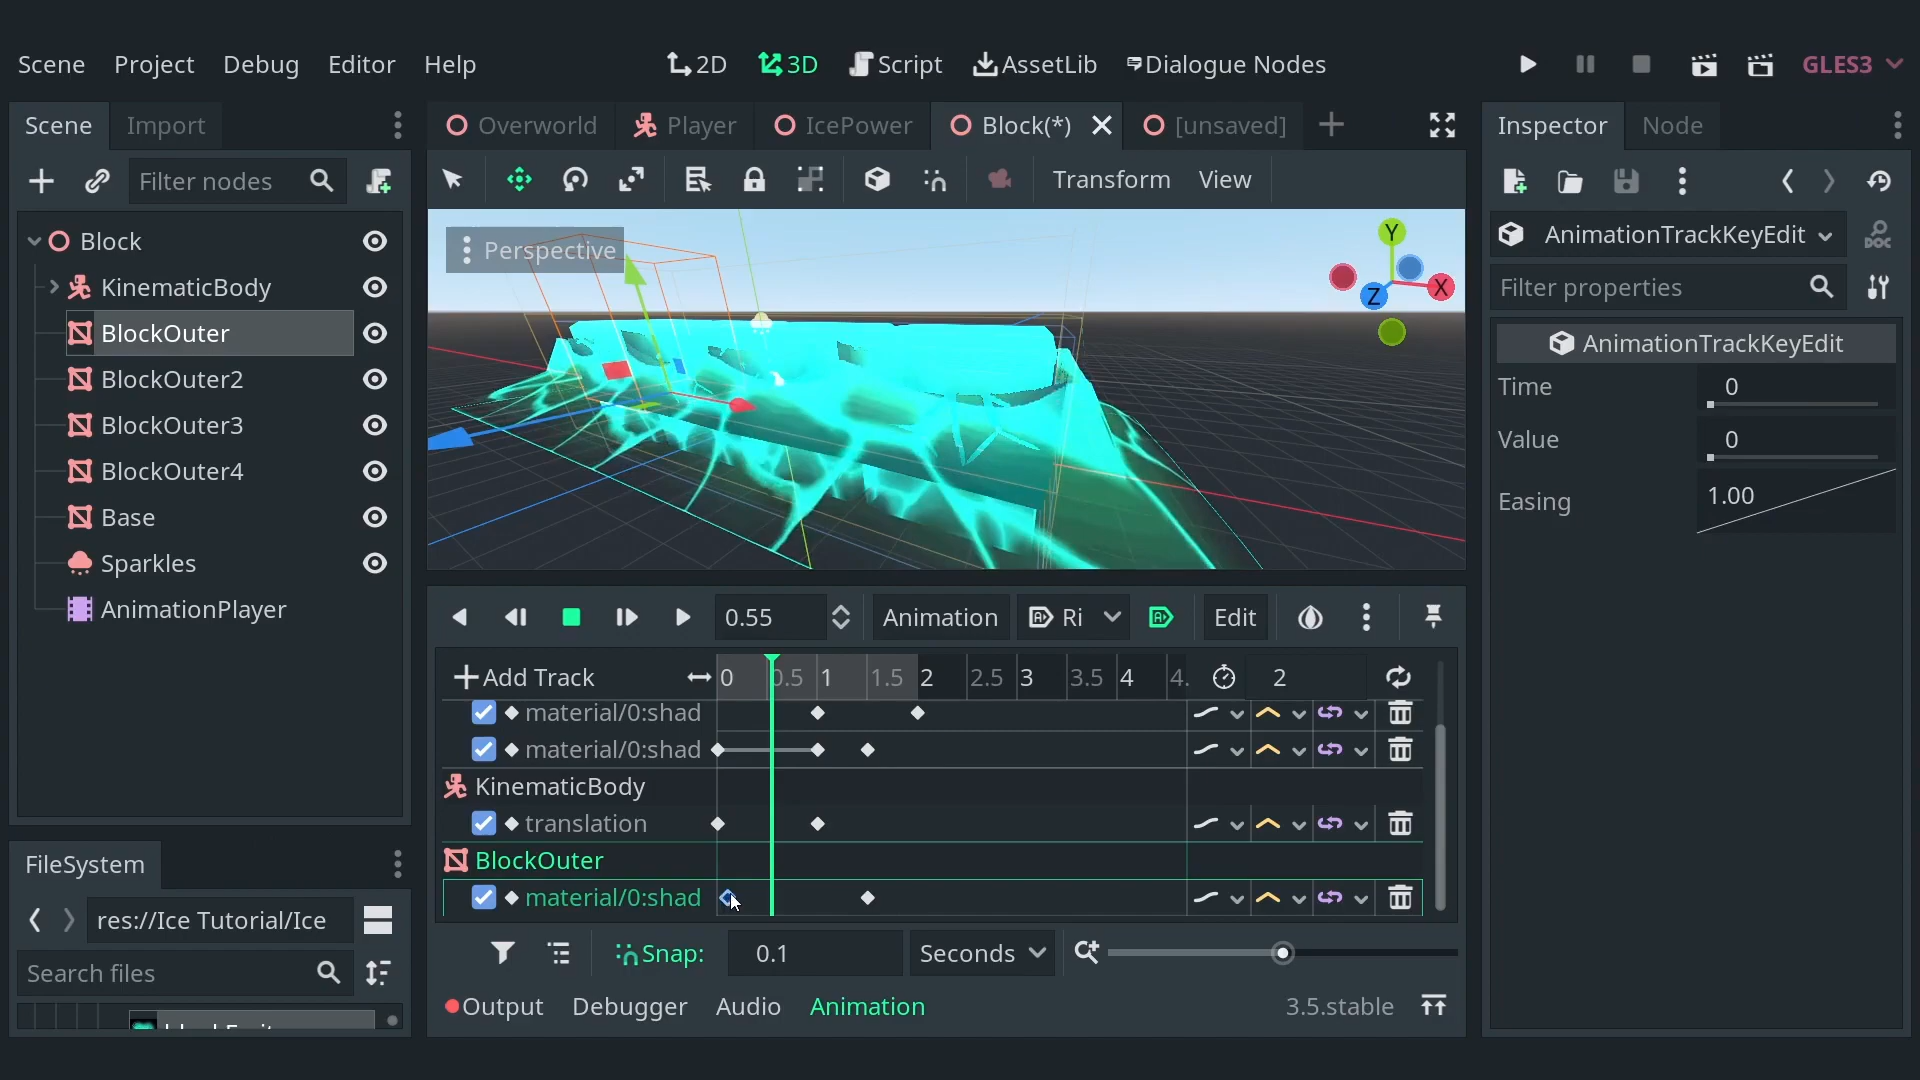 Scene Project Debug Editor Help 2D 3D Script AssetLib Dialogue Nodes GLES3
Scene Import
Overworld Player IcePower Block(*) [unsaved]
Inspector Node
Filter nodes
Transform View
AnimationTrackKeyEdit
Filter properties
AnimationTrackKeyEdit
Time 0
Value 0
Easing 1.00
Block
KinematicBody
BlockOuter
BlockOuter2
BlockOuter3
BlockOuter4
Base
Sparkles
AnimationPlayer
Perspective
Y
X
Z
0.55 Animation Ri Edit
Add Track 0 0.5 1 1.5 2 2.5 3 3.5 4 4. 2
material/0:shad
material/0:shad
KinematicBody
translation
BlockOuter
material/0:shad
Snap: 0.1 Seconds
Output Debugger Audio Animation 3.5.stable
FileSystem
res://Ice Tutorial/Ice
Search files